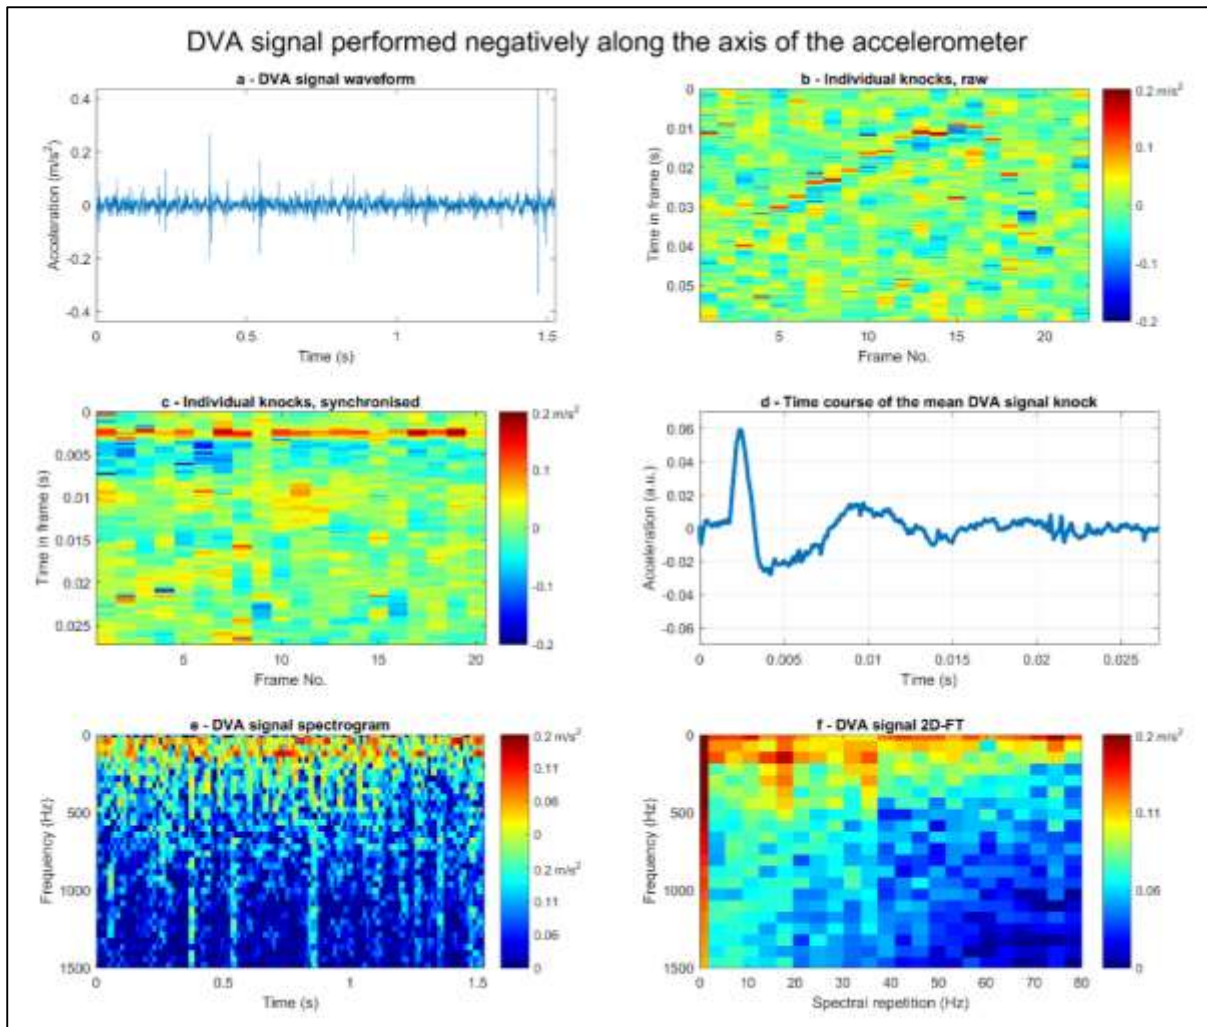 DVA signal performed negatively along the axis of the accelerometer
a - DVA signal waveform
0.4
0.2
0
-0.2
-0.4
Acceleration (m/s²)
0 0.5 1 1.5
Time (s)
b - Individual knocks, raw
0
0.01
0.02
0.03
0.04
0.05
Time in frame (s)
5 10 15 20
Frame No.
0.2 m/s²
0.1
0
-0.1
-0.2
c - Individual knocks, synchronised
0
0.005
0.01
0.015
0.02
0.025
Time in frame (s)
5 10 15 20
Frame No.
0.2 m/s²
0.1
0
-0.1
-0.2
d - Time course of the mean DVA signal knock
0.06
0.04
0.02
0
-0.02
-0.04
-0.06
Acceleration (a.u.)
0 0.005 0.01 0.015 0.02 0.025
Time (s)
e - DVA signal spectrogram
0
500
1000
1500
Frequency (Hz)
0 0.5 1 1.5
Time (s)
0.2 m/s²
0.11
0.06
0
0.2 m/s²
0.11
0.06
0
f - DVA signal 2D-FT
0
500
1000
1500
Frequency (Hz)
0 10 20 30 40 50 60 70 80
Spectral repetition (Hz)
0.2 m/s²
0.11
0.06
0